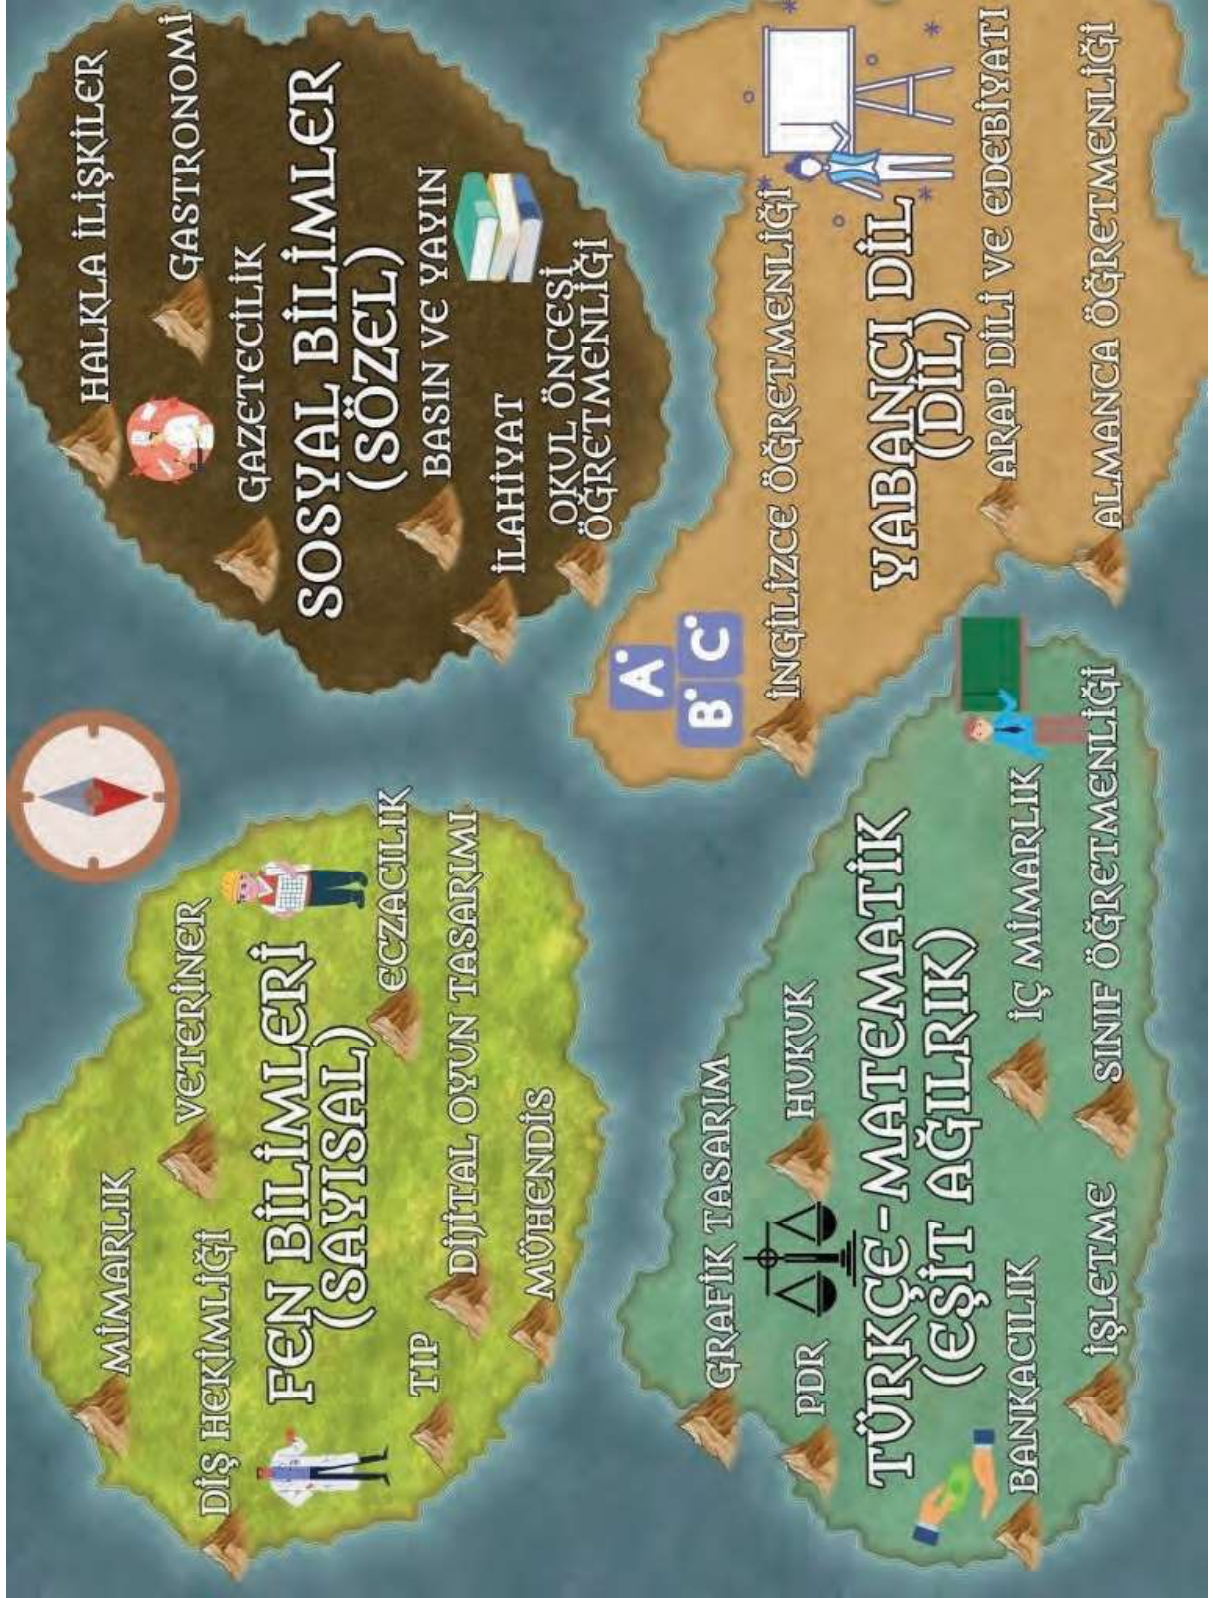 MİMARLIK
VETERİNER
DİŞ HEKİMLİĞİ
FEN BİLİMLERİ
(SAYISAL)
ECZACILIK
TIP
DİJİTAL OYUN TASARIMI
MÜHENDİS
HALKLA İLİŞKİLER
GASTRONOMİ
GAZETECİLİK
SOSYAL BİLİMLER
(SÖZEL)
BASIN VE YAYIN
İLAHİYAT
OKUL ÖNCESİ
ÖĞRETMENLİĞİ
GRAFİK TASARIM
HUKUK
PDR
TÜRKÇE-MATEMATİK
(EŞİT AĞILRIK)
İÇ MİMARLIK
BANKACILIK
SINIF ÖĞRETMENLİĞİ
İŞLETME
A
B C
İNGİLİZCE ÖĞRETMENLİĞİ
YABANCI DİL
(DİL)
ARAP DİLİ VE EDEBİYATI
ALMANCA ÖĞRETMENLİĞİ